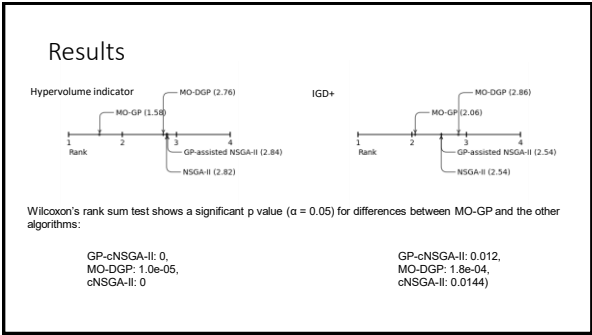 Results
Hypervolume indicator
MO-DGP (2.76)
MO-GP (1.58)
1 2 3 4
Rank
GP-assisted NSGA-II (2.84)
NSGA-II (2.82)
IGD+
MO-DGP (2.86)
MO-GP (2.06)
1 2 3 4
Rank
GP-assisted NSGA-II (2.54)
NSGA-II (2.54)
Wilcoxon's rank sum test shows a significant p value (α = 0.05) for differences between MO-GP and the other
algorithms:
GP-cNSGA-II: 0,
MO-DGP: 1.0e-05,
cNSGA-II: 0
GP-cNSGA-II: 0.012,
MO-DGP: 1.8e-04,
cNSGA-II: 0.0144)